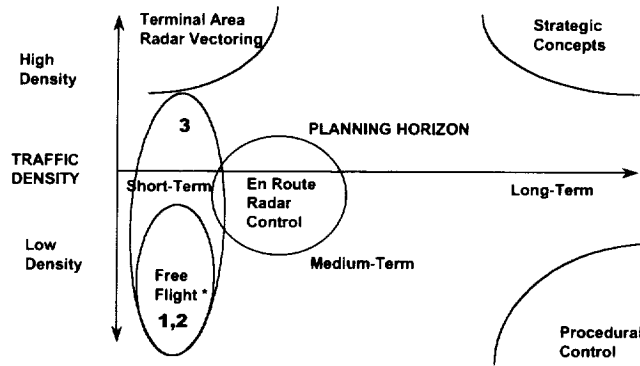 Terminal Area
Radar Vectoring
Strategic
Concepts
High
Density
3
PLANNING HORIZON
TRAFFIC
DENSITY
Short-Term
En Route
Radar
Control
Long-Term
Low
Density
Medium-Term
Free
Flight *
1,2
Procedural
Control